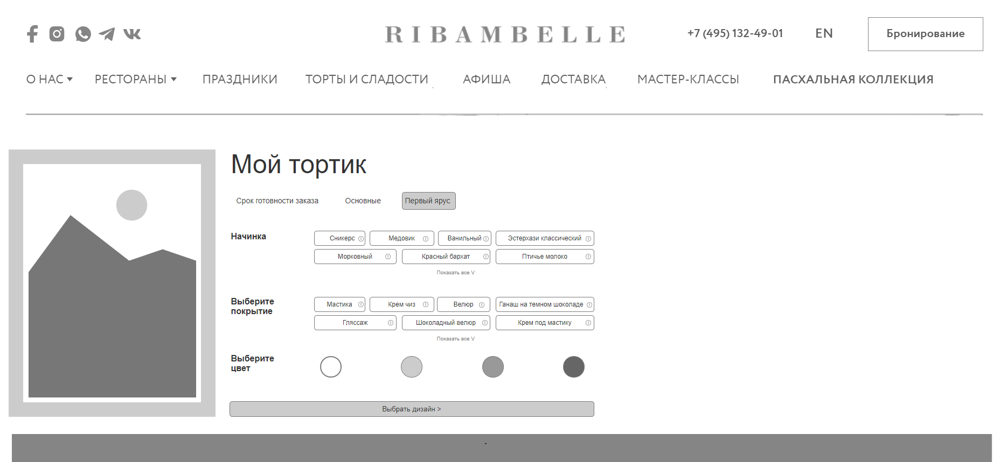 RIBAMBELLE
+7 (495) 132-49-01
EN
Бронирование
О НАС
РЕСТОРАНЫ
ПРАЗДНИКИ
ТОРТЫ И СЛАДОСТИ
АФИША
ДОСТАВКА
МАСТЕР-КЛАССЫ
ПАСХАЛЬНАЯ КОЛЛЕКЦИЯ
Мой тортик
Срок готовности заказа
Основные
Первый ярус
Начинка
Сникерс
Медовик
Ванильный
Эстерхази классический
Морковный
Красный бархат
Птичье молоко
Показать все V
Выберите
покрытие
Мастика
Крем чиз
Велюр
Ганаш на темном шоколаде
Гляссаж
Шоколадный велюр
Крем под мастику
Показать все V
Выберите
цвет
Выбрать дизайн >